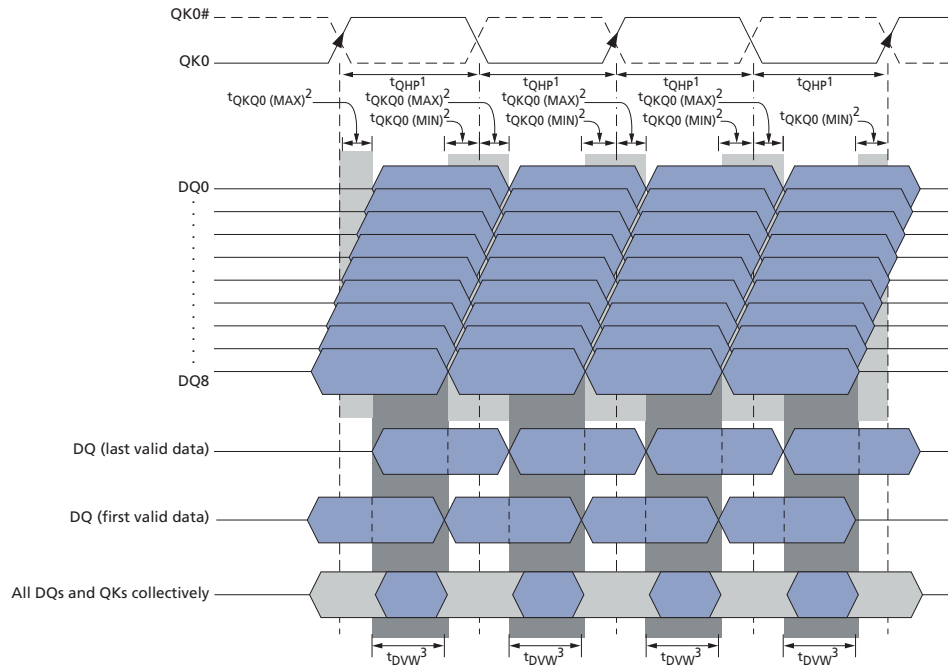 QK0#
QK0
tQHP1 tQHP1 tQHP1 tQHP1
tQKQ0 (MAX)2 tQKQ0 (MAX)2 tQKQ0 (MAX)2 tQKQ0 (MAX)2
tQKQ0 (MIN)2 tQKQ0 (MIN)2 tQKQ0 (MIN)2 tQKQ0 (MIN)2
DQ0
DQ8
DQ (last valid data)
DQ (first valid data)
All DQs and QKs collectively
tDVW3 tDVW3 tDVW3 tDVW3